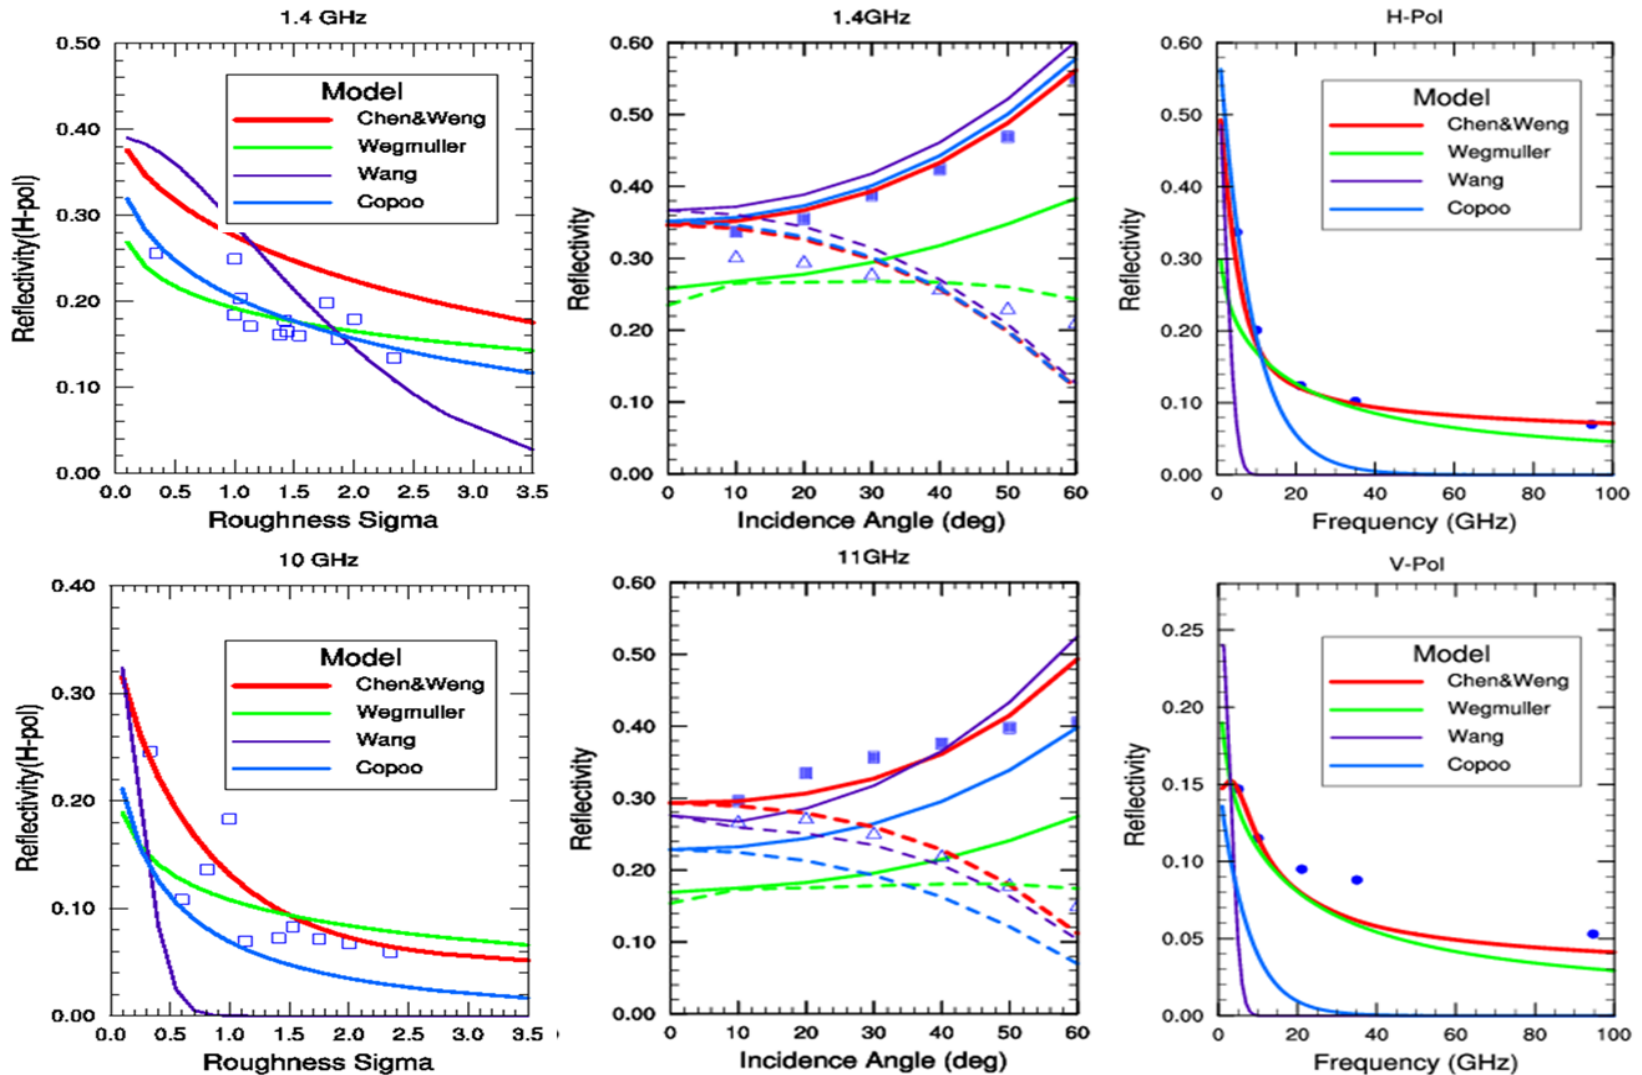 1.4 GHz
Reflectivity(H-pol)
0.50
0.40
0.30
0.20
0.10
0.00
Model
Chen&Weng
Wegmuller
Wang
Copoo
0.0 0.5 1.0 1.5 2.0 2.5 3.0 3.5
Roughness Sigma
1.4GHz
Reflectivity
0.60
0.50
0.40
0.30
0.20
0.10
0.00
0 10 20 30 40 50 60
Incidence Angle (deg)
H-Pol
Reflectivity
0.60
0.50
0.40
0.30
0.20
0.10
0.00
Model
Chen&Weng
Wegmuller
Wang
Copoo
0 20 40 60 80 100
Frequency (GHz)
10 GHz
Reflectivity(H-pol)
0.40
0.30
0.20
0.10
0.00
Model
Chen&Weng
Wegmuller
Wang
Copoo
0.0 0.5 1.0 1.5 2.0 2.5 3.0 3.5
Roughness Sigma
11GHz
Reflectivity
0.60
0.50
0.40
0.30
0.20
0.10
0.00
0 10 20 30 40 50 60
Incidence Angle (deg)
V-Pol
Reflectivity
0.25
0.20
0.15
0.10
0.05
0.00
Model
Chen&Weng
Wegmuller
Wang
Copoo
0 20 40 60 80 100
Frequency (GHz)